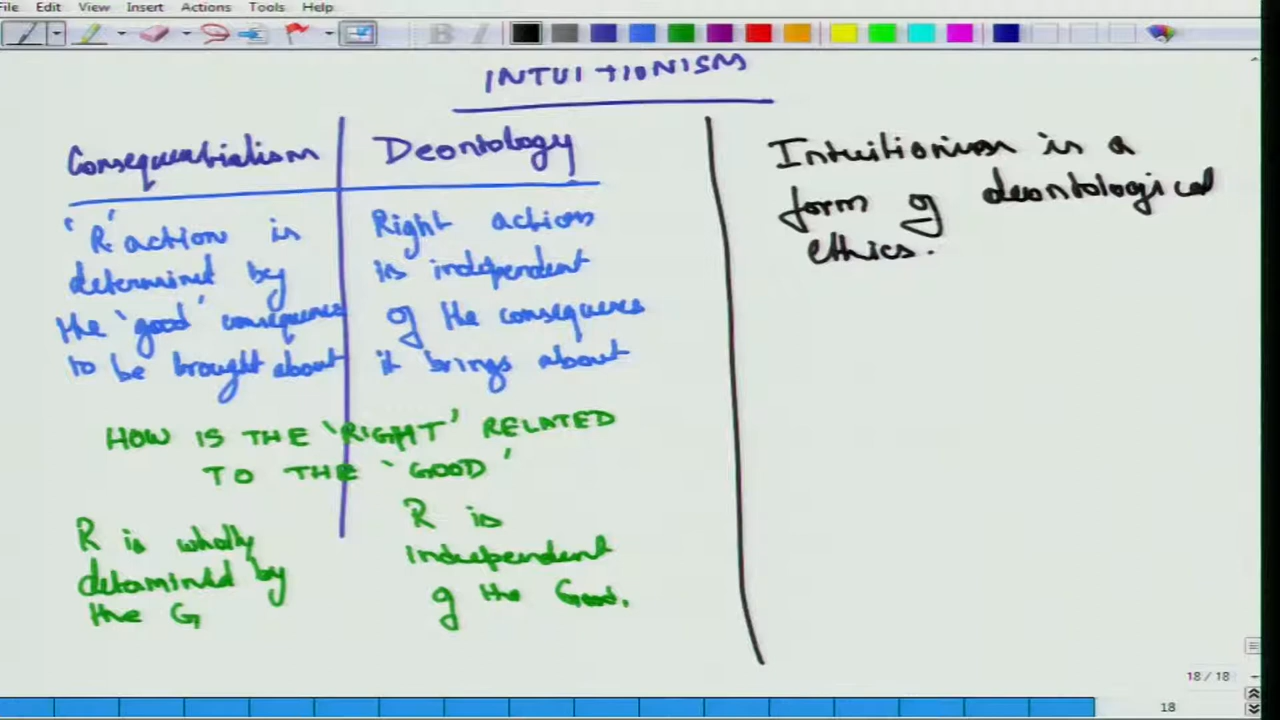 File Edit View Insert Actions Tools Help
B I
INTUITIONISM
Consequentialism
'R' action is
determined by
the 'good' consequence
to be brought about
Deontology
Right actions
is independent
of the consequences
it brings about
HOW IS THE 'RIGHT' RELATED
TO THE 'GOOD'
R is wholly
determined by
the G
R is
independent
of the Good.
Intuitionism is a
form of deontological
ethics.
18 / 18
18